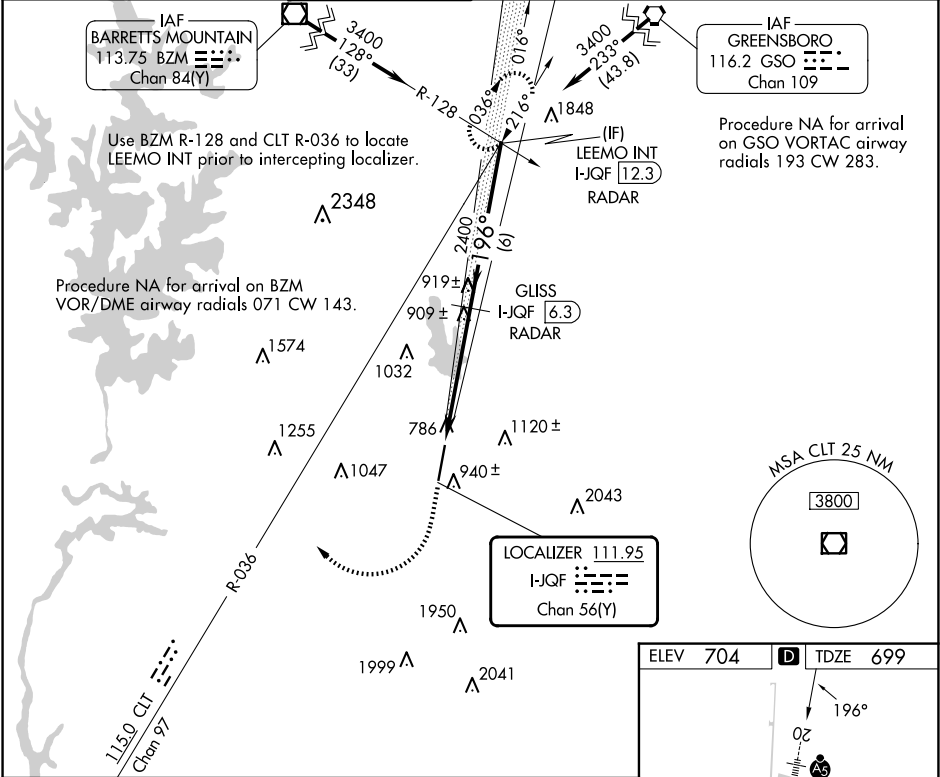 IAF
BARRETTS MOUNTAIN
113.75 BZM
Chan 84(Y)
3400
128°
(33)
R-128
036°
216°
016°
3400
233°
(43.8)
IAF
GREENSBORO
116.2 GSO
Chan 109
1848
Use BZM R-128 and CLT R-036 to locate
LEEMO INT prior to intercepting localizer.
(IF)
LEEMO INT
I-JQF 12.3
RADAR
Procedure NA for arrival
on GSO VORTAC airway
radials 193 CW 283.
2348
2400
196°
(6)
Procedure NA for arrival on BZM
VOR/DME airway radials 071 CW 143.
919±
909±
GLISS
I-JQF 6.3
RADAR
1574
1032
1255
786
1120±
1047
940±
2043
MSA CLT 25 NM
3800
LOCALIZER 111.95
I-JQF
Chan 56(Y)
R-036
1950
1999
2041
115.0 CLT
Chan 97
ELEV 704 D TDZE 699
196°
20
A5